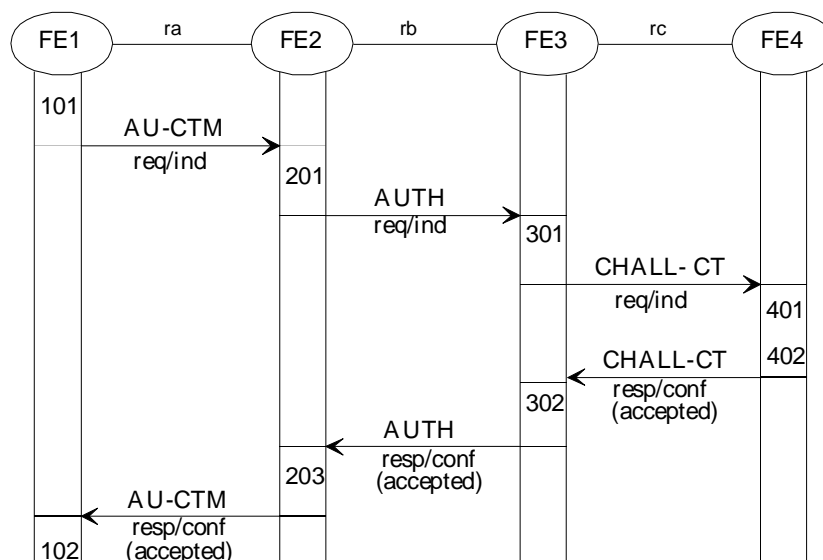 FE1 ra FE2 rb FE3 rc FE4
101
AU-CTM
req/ind
201
AUTH
req/ind
301
CHALL- CT
req/ind
401
402
CHALL-CT
resp/conf
(accepted)
302
AUTH
resp/conf
(accepted)
203
AU-CTM
resp/conf
(accepted)
102